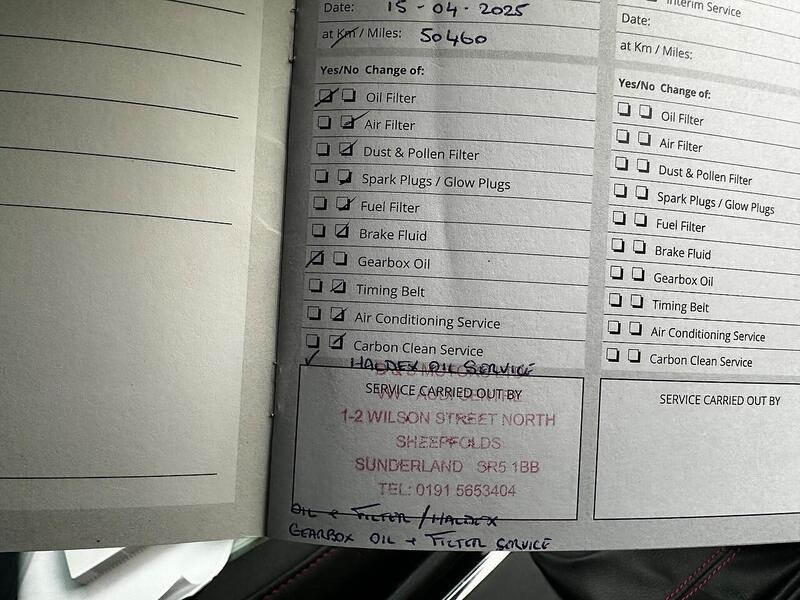 Date: 15-04-2025
at Km / Miles: 50460
Yes/No Change of:
Oil Filter
Air Filter
Dust & Pollen Filter
Spark Plugs / Glow Plugs
Fuel Filter
Brake Fluid
Gearbox Oil
Timing Belt
Air Conditioning Service
Carbon Clean Service
HALDEX OIL SERVICE
SERVICE CARRIED OUT BY
1-2 WILSON STREET NORTH
SHEEPFOLDS
SUNDERLAND SR5 1BB
TEL: 0191 5653404
OIL + FILTER / HALDEX
GEARBOX OIL + FILTER SERVICE
Interim Service
Date:
at Km / Miles:
Yes/No Change of:
Oil Filter
Air Filter
Dust & Pollen Filter
Spark Plugs / Glow Plugs
Fuel Filter
Brake Fluid
Gearbox Oil
Timing Belt
Air Conditioning Service
Carbon Clean Service
SERVICE CARRIED OUT BY